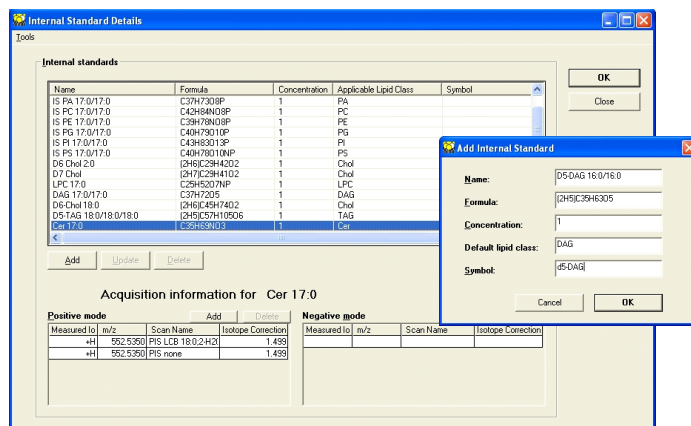 Internal Standard Details
Tools
Internal standards
Name Formula Concentration Applicable Lipid Class Symbol
IS PA 17:0/17:0 C37H73O8P 1 PA
IS PC 17:0/17:0 C42H84NO8P 1 PC
IS PE 17:0/17:0 C39H78NO8P 1 PE
IS PG 17:0/17:0 C40H79O10P 1 PG
IS PI 17:0/17:0 C43H83O13P 1 PI
IS PS 17:0/17:0 C40H78O10NP 1 PS
D6 Chol 2:0 (2H6)C29H42O2 1 Chol
D7 Chol (2H7)C29H41O2 1 Chol
LPC 17:0 C25H52O7NP 1 LPC
DAG 17:0/17:0 C37H72O5 1 DAG
D6-Chol 18:0 (2H6)C45H74O2 1 Chol
D5-TAG 18:0/18:0/18:0 (2H5)C57H105O6 1 TAG
Cer 17:0 C35H69NO3 1 Cer
Add Update Delete
OK
Close
Acquisition information for Cer 17:0
Positive mode Add Delete
Measured Io m/z Scan Name Isotope Correction
+H 552.5350 PIS LCB 18:0;2-H2( 1.499
+H 552.5350 PIS none 1.499
Negative mode
Measured Io m/z Scan Name Isotope Correction
Add Internal Standard
Name: D5-DAG 16:0/16:0
Formula: (2H5)C35H63O5
Concentration: 1
Default lipid class: DAG
Symbol: d5-DAG
Cancel OK